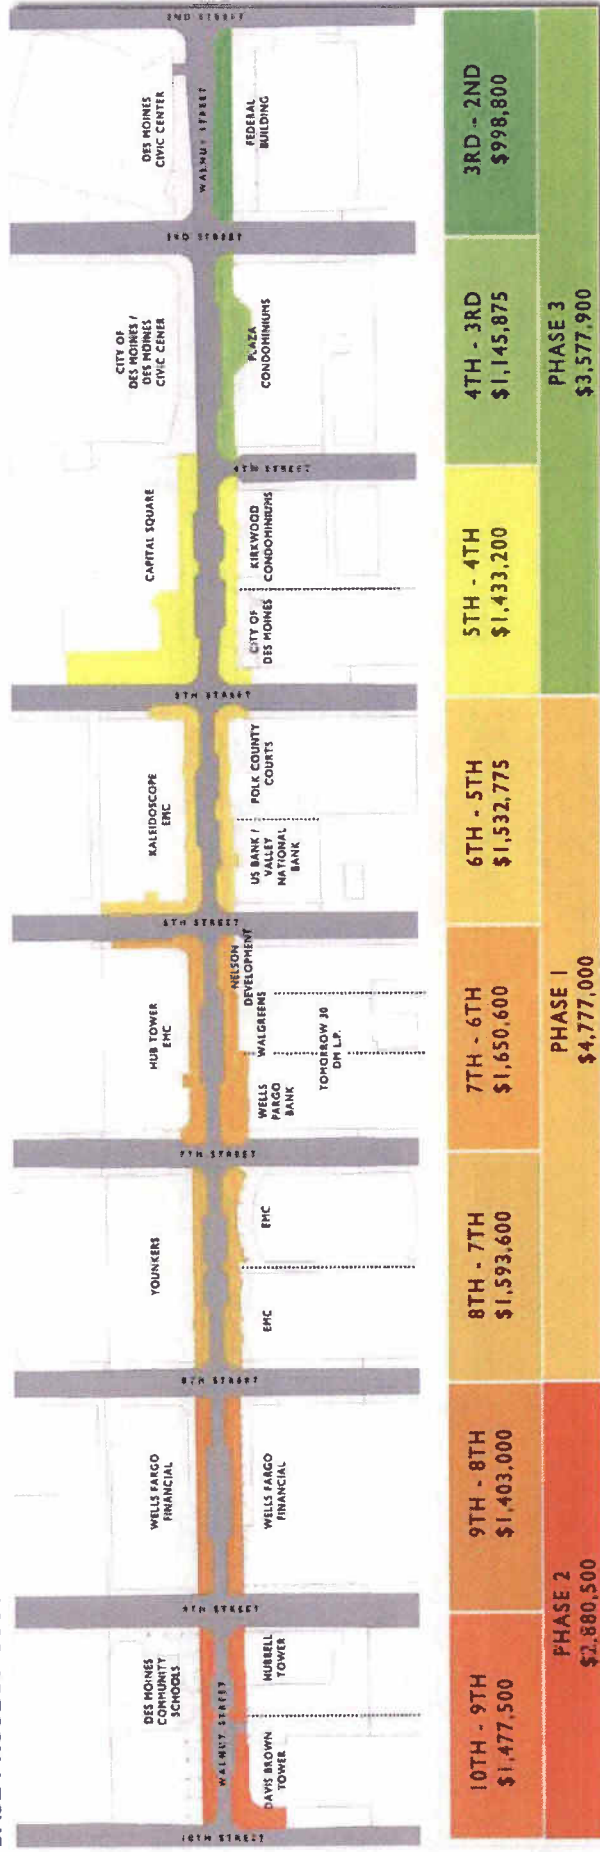 10TH STREET
WALNUT STREET
DES MOINES
COMMUNITY
SCHOOLS
DAVIS BROWN
TOWER
HUBBELL
TOWER
9TH STREET
WELLS FARGO
FINANCIAL
WELLS FARGO
FINANCIAL
8TH STREET
YOUNKERS
EMC
EMC
7TH STREET
HUB TOWER
EMC
WELLS
FARGO
BANK
WALGREENS
NELSON
DEVELOPMENT
TOMORROW 30
DM L.P.
6TH STREET
KALEIDOSCOPE
EMC
US BANK /
VALLEY
NATIONAL
BANK
POLK COUNTY
COURTS
5TH STREET
CAPITAL SQUARE
CITY OF
DES MOINES
KIRKWOOD
CONDOMINIUMS
4TH STREET
CITY OF
DES MOINES /
DES MOINES
CIVIC CENER
PLAZA
CONDOMINIUMS
3RD STREET
DES MOINES
CIVIC CENTER
WALNUT STREET
FEDERAL
BUILDING
2ND STREET
10TH - 9TH
$1,477,500
9TH - 8TH
$1,403,000
8TH - 7TH
$1,593,600
7TH - 6TH
$1,650,600
6TH - 5TH
$1,532,775
5TH - 4TH
$1,433,200
4TH - 3RD
$1,145,875
3RD - 2ND
$998,800
PHASE 2
$2,880,500
PHASE 1
$4,777,000
PHASE 3
$3,577,900